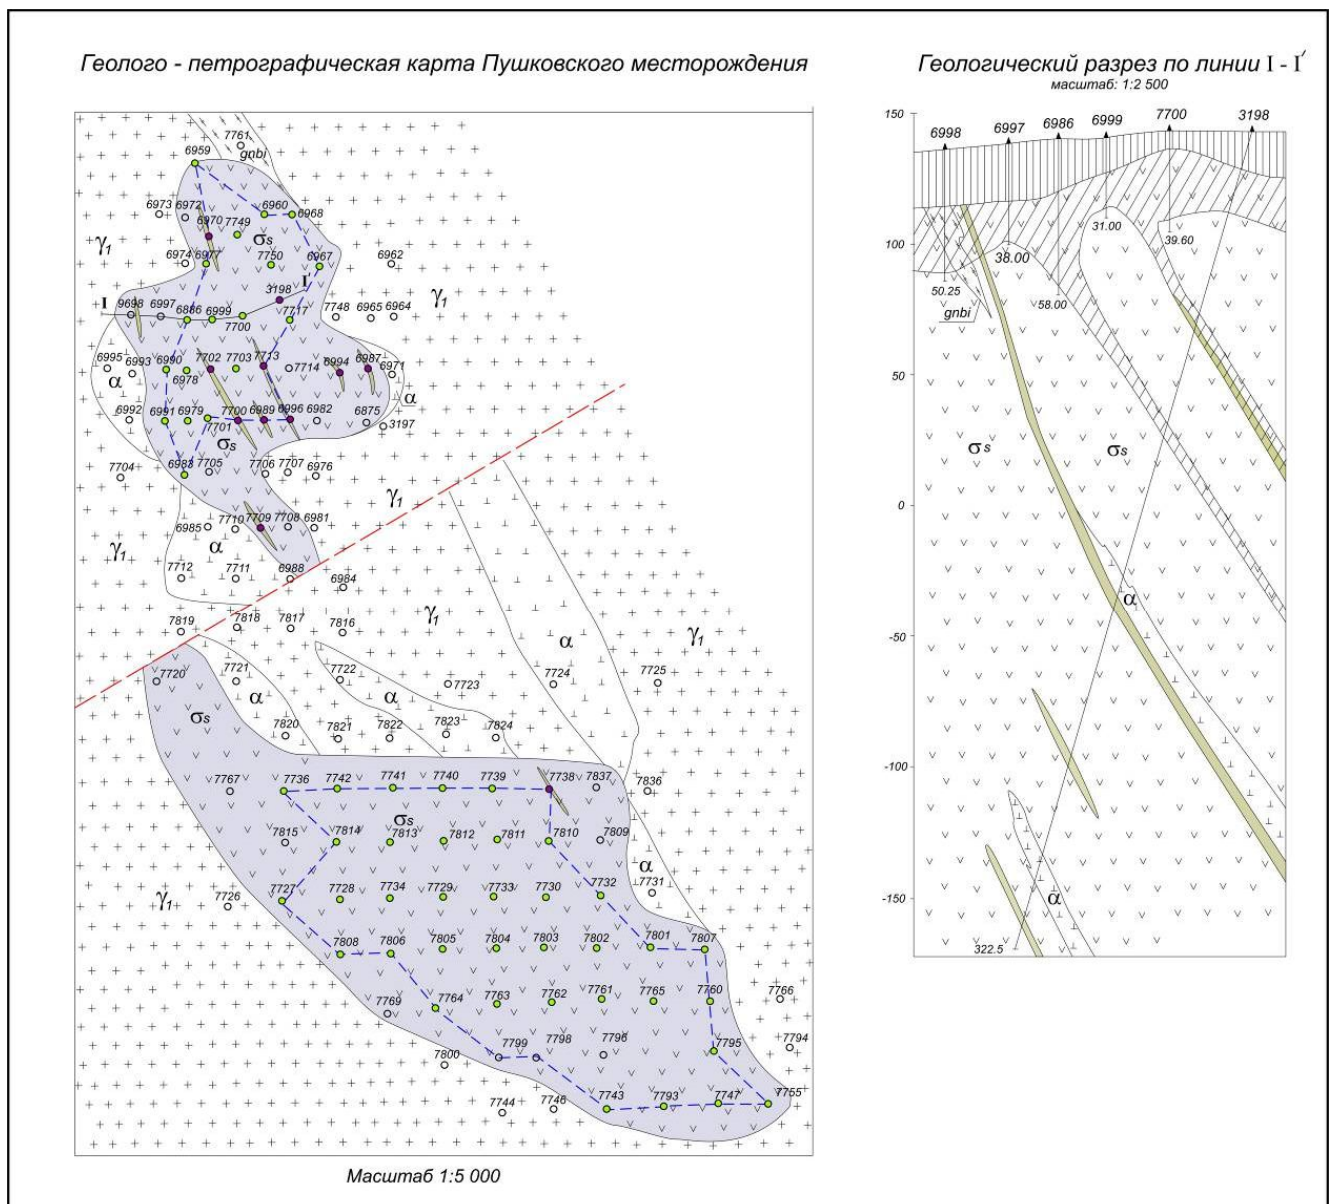 Геолого - петрографическая карта Пушковского месторождения
7761
6959
gnbi
6973 6972
6960 6968
6970 7749
σs
γ₁
6974 6977 7750 6967 6962
I'
3198
I 9698 6997 6886 6999 7717 7748 6965 6964
γ₁
7700
6995 6993 6990 7702 7703 7713 6994 6987 6971
6978 7714
α
α
6992 6991 6979 7700 6989 6996 6982 6875
7701 3197
σs
7704 6983 7705 7706 7707 6976
γ₁
6985 7710 7709 7708 6981
γ₁ α
7712 7711 6988 6984
7819 7818 7817 7816
γ₁
γ₁
α
7720 7721 7722 7723 7724 7725
σs α α
7820 7821 7822 7823 7824
7767 7736 7742 7741 7740 7739 7738 7837 7836
σs
7815 7814 7813 7812 7811 7810 7809
α
γ₁ 7726 7727 7728 7734 7729 7733 7730 7732 7731
7808 7806 7805 7804 7803 7802 7801 7807
7769 7764 7763 7762 7761 7765 7760 7766
7800 7799 7798 7796 7795 7794
7744 7746 7743 7793 7747 7755
Масштаб 1:5 000
Геологический разрез по линии I - I'
масштаб: 1:2 500
150
6998 6997 6986 6999 7700 3198
100
31.00
39.60
38.00
50.25
58.00
gnbi
50
σs σs
0
-50
α
-100
-150
α
322.5